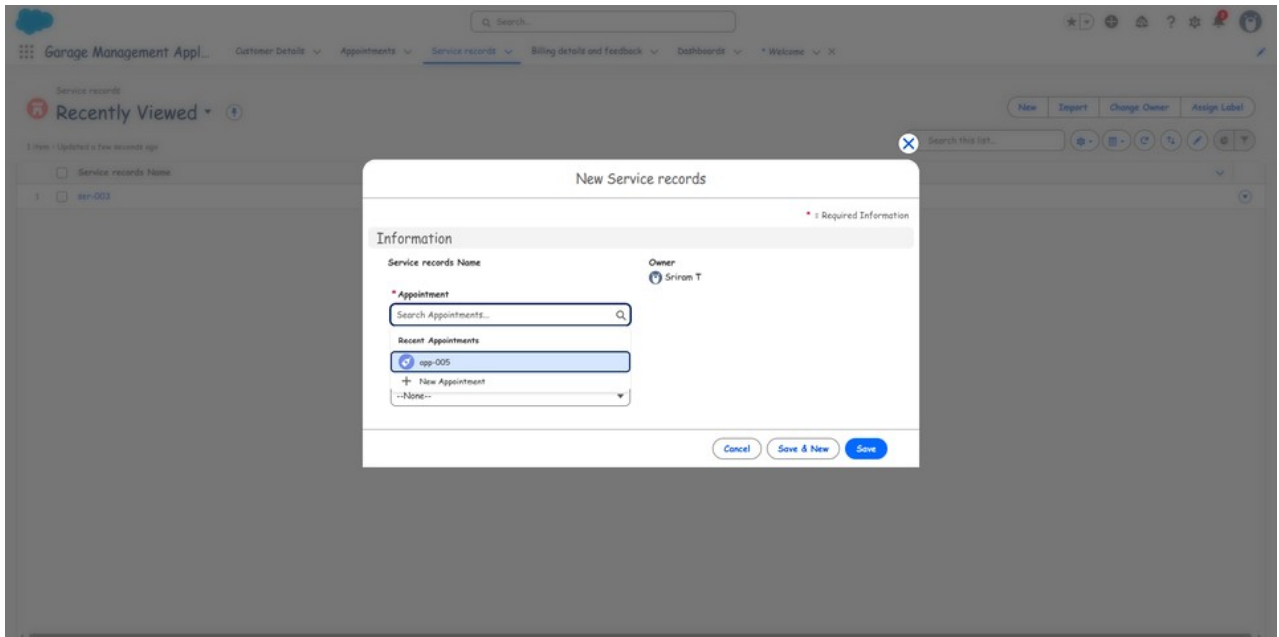 Search...
Garage Management Appl... Customer Details Appointments Service records Billing details and feedback Dashboards * Welcome
Service records
Recently Viewed
New Import Change Owner Assign Label
1 item • Updated a few seconds ago
Search this list...
Service records Name
1 ser-003
New Service records
* = Required Information
Information
Service records Name
Owner
Sriram T
* Appointment
Search Appointments...
Recent Appointments
app-005
New Appointment
--None--
Cancel Save & New Save